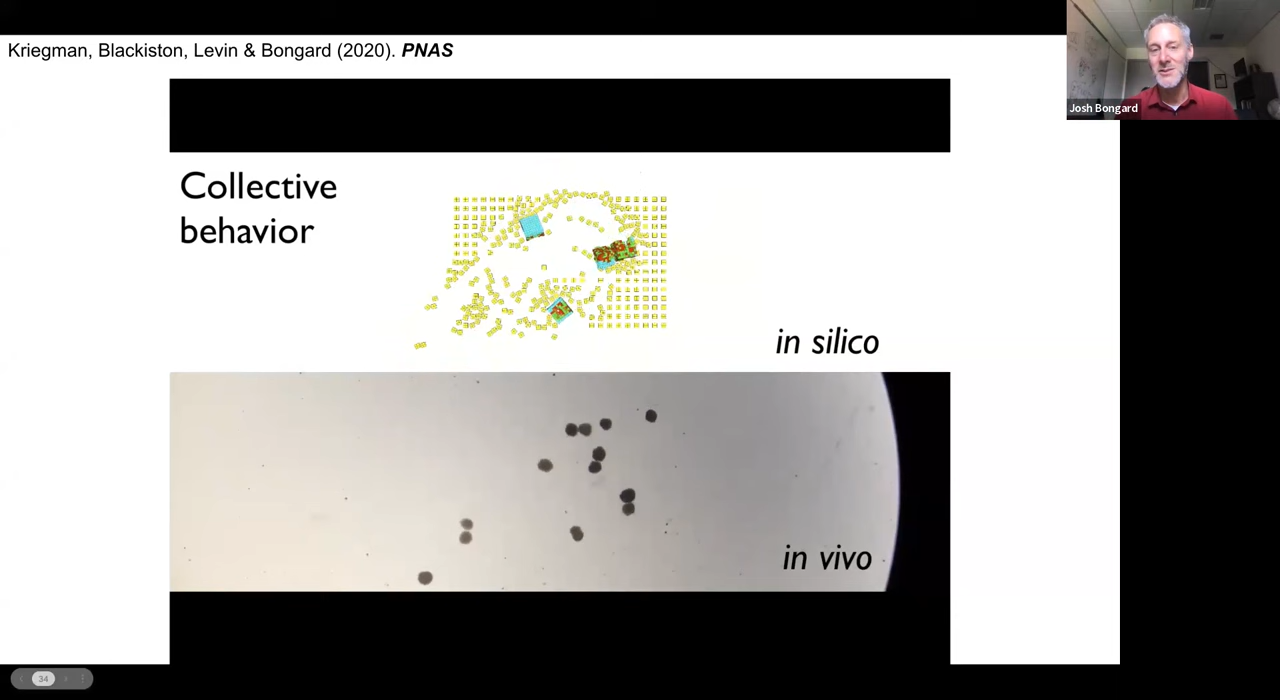 Kriegman, Blackiston, Levin & Bongard (2020). PNAS
Josh Bongard
Collective
behavior
in silico
in vivo
34